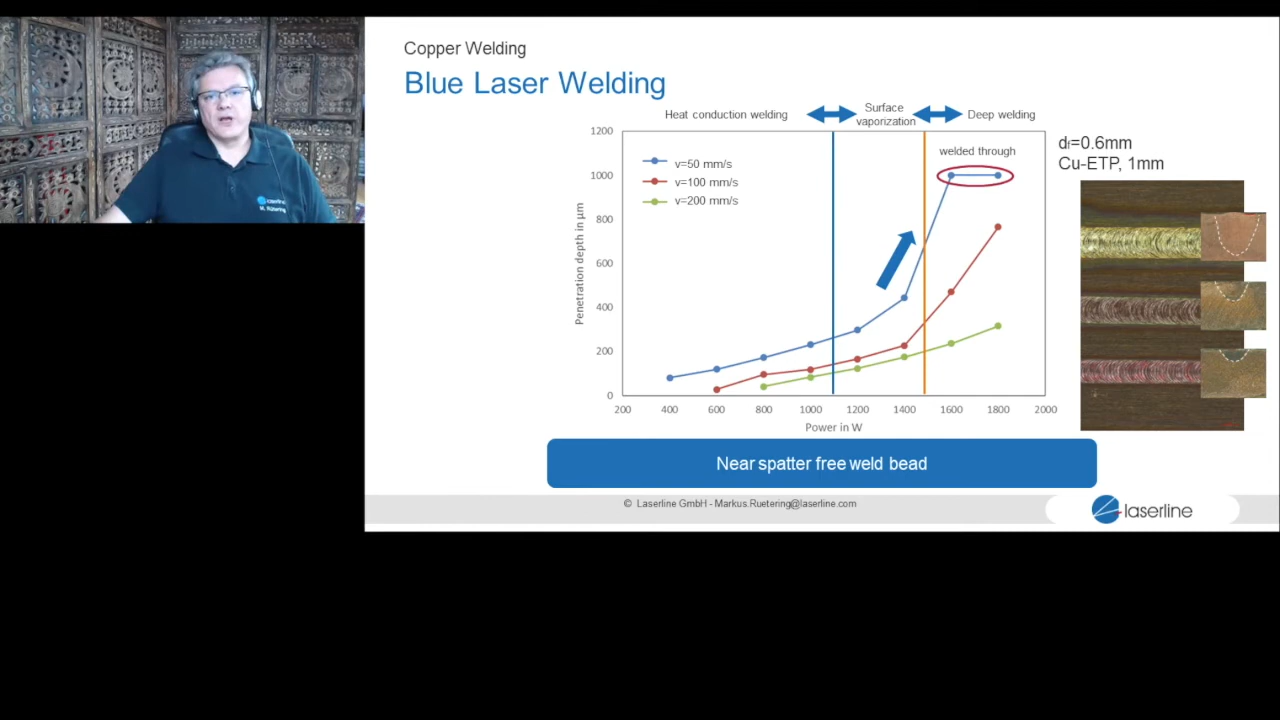 Copper Welding
Blue Laser Welding
Heat conduction welding
Surface
vaporization
Deep welding
welded through
v=50 mm/s
v=100 mm/s
v=200 mm/s
Penetration depth in µm
1200
1000
800
600
400
200
0
200 400 600 800 1000 1200 1400 1600 1800 2000
Power in W
df=0.6mm
Cu-ETP, 1mm
Near spatter free weld bead
© Laserline GmbH - Markus.Ruetering@laserline.com
laserline
laserline
M. Rütering